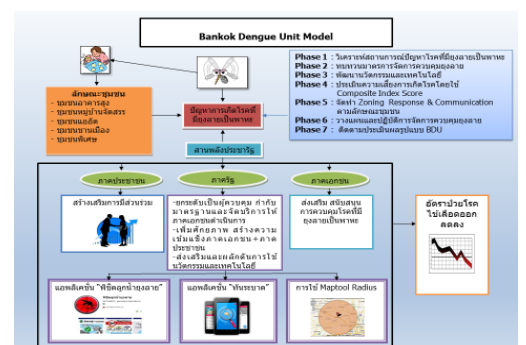 Bankok Dengue Unit Model
Phase 1 : วิเคราะห์สถานการณ์ปัญหาโรคที่มียุงลายเป็นพาหะ
Phase 2 : ทบทวนมาตรการจัดการควบคุมยุงลาย
Phase 3 : พัฒนานวัตกรรมและเทคโนโลยี
Phase 4 : ประเมินความเสี่ยงการเกิดโรคโดยใช้
Composite Index Score
Phase 5 : จัดทำ Zoning Response & Communication
ตามลักษณะชุมชน
Phase 6 : วางแผนและปฏิบัติการจัดการควบคุมยุงลาย
Phase 7 : ติดตามประเมินผลรูปแบบ BDU
ลักษณะชุมชน
- ชุมชนอาคารสูง
- ชุมชนหมู่บ้านจัดสรร
- ชุมชนแออัด
- ชุมชนชานเมือง
- ชุมชนพิเศษ
ปัญหาการเกิดโรคที่
มียุงลายเป็นพาหะ
สานพลังประชารัฐ
ภาคประชาชน
ภาครัฐ
ภาคเอกชน
สร้างเสริมการมีส่วนร่วม
-ยกระดับเป็นผู้ควบคุม กำกับ
มาตรฐานและจัดบริการให้
ภาคเอกชนดำเนินการ
-เพิ่มศักยภาพ สร้างความ
เข้มแข็งภาคเอกชน+ภาค
ประชาชน
-ส่งเสริมและผลักดันการใช้
นวัตกรรมและเทคโนโลยี
ส่งเสริม สนับสนุน
การควบคุมโรคที่มี
ยุงลายเป็นพาหะ
อัตราป่วยโรค
ไข้เลือดออก
ลดลง
แอพลิเคชั่น "พิชิตลูกน้ำยุงลาย"
แอพลิเคชั่น "ทันระบาด"
การใช้ Maptool Radius